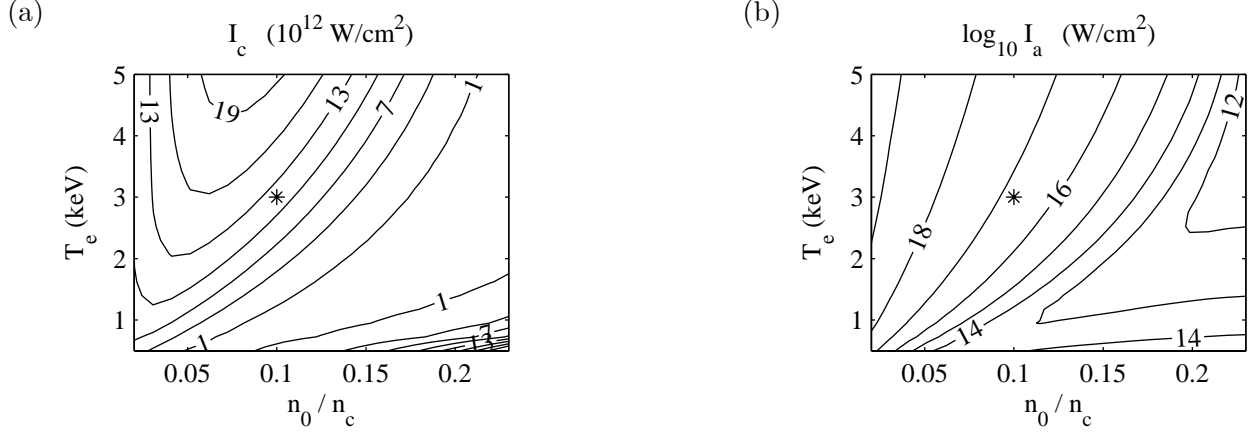 (a)
I_c (10^12 W/cm^2)
5
4
3
2
1
T_e (keV)
13
19
13
7
1
1
1
7
13
0.05 0.1 0.15 0.2
n_0 / n_c
(b)
log_10 I_a (W/cm^2)
5
4
3
2
1
T_e (keV)
12
16
18
14
14
0.05 0.1 0.15 0.2
n_0 / n_c